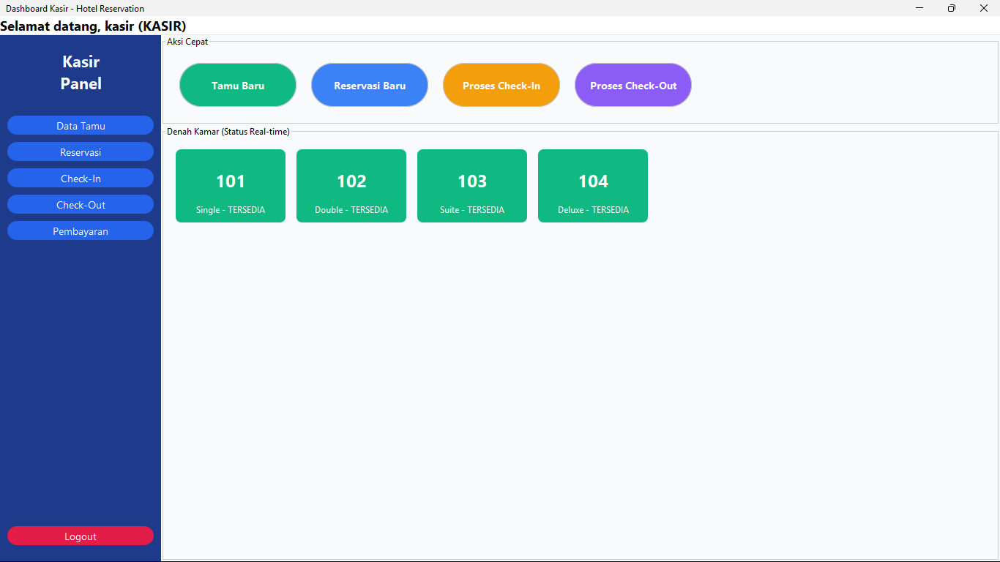 Dashboard Kasir - Hotel Reservation
Selamat datang, kasir (KASIR)
Kasir
Panel
Data Tamu
Reservasi
Check-In
Check-Out
Pembayaran
Logout
Aksi Cepat
Tamu Baru
Reservasi Baru
Proses Check-In
Proses Check-Out
Denah Kamar (Status Real-time)
101
Single - TERSEDIA
102
Double - TERSEDIA
103
Suite - TERSEDIA
104
Deluxe - TERSEDIA